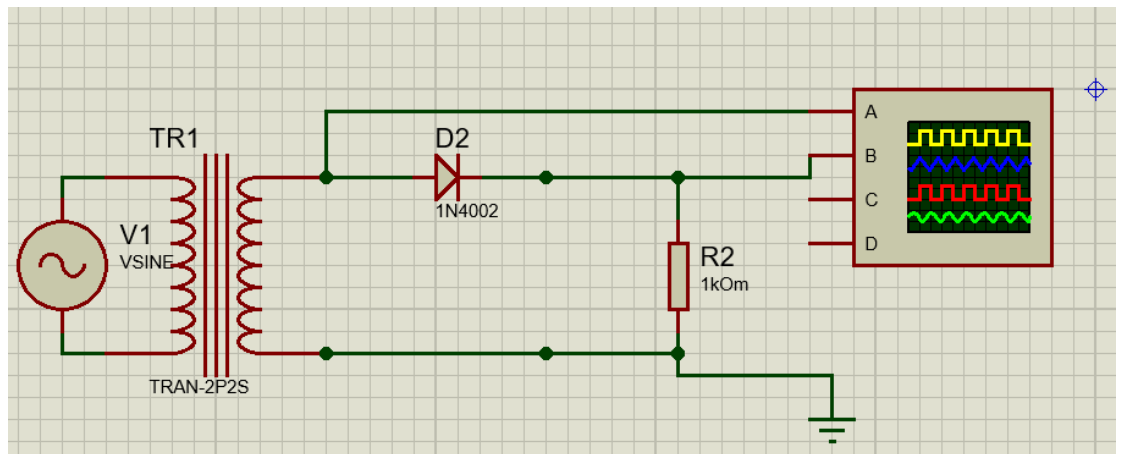 TR1
D2
A
B
C
D
1N4002
V1
VSINE
R2
1kOm
TRAN-2P2S